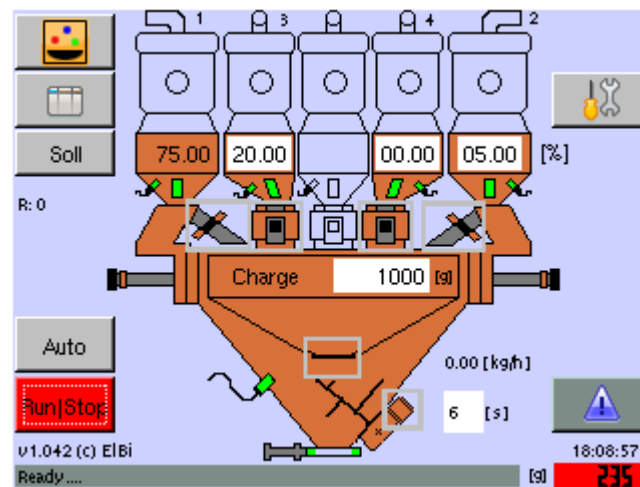 1 3 4 2
Soll 75.00 20.00 00.00 05.00 [%]
R: 0
Charge 1000 [g]
Auto
0.00 [kg/h]
Run|Stop
6 [s]
v1.042 (c) ElBi 18:08:57
Ready.... [g] 235